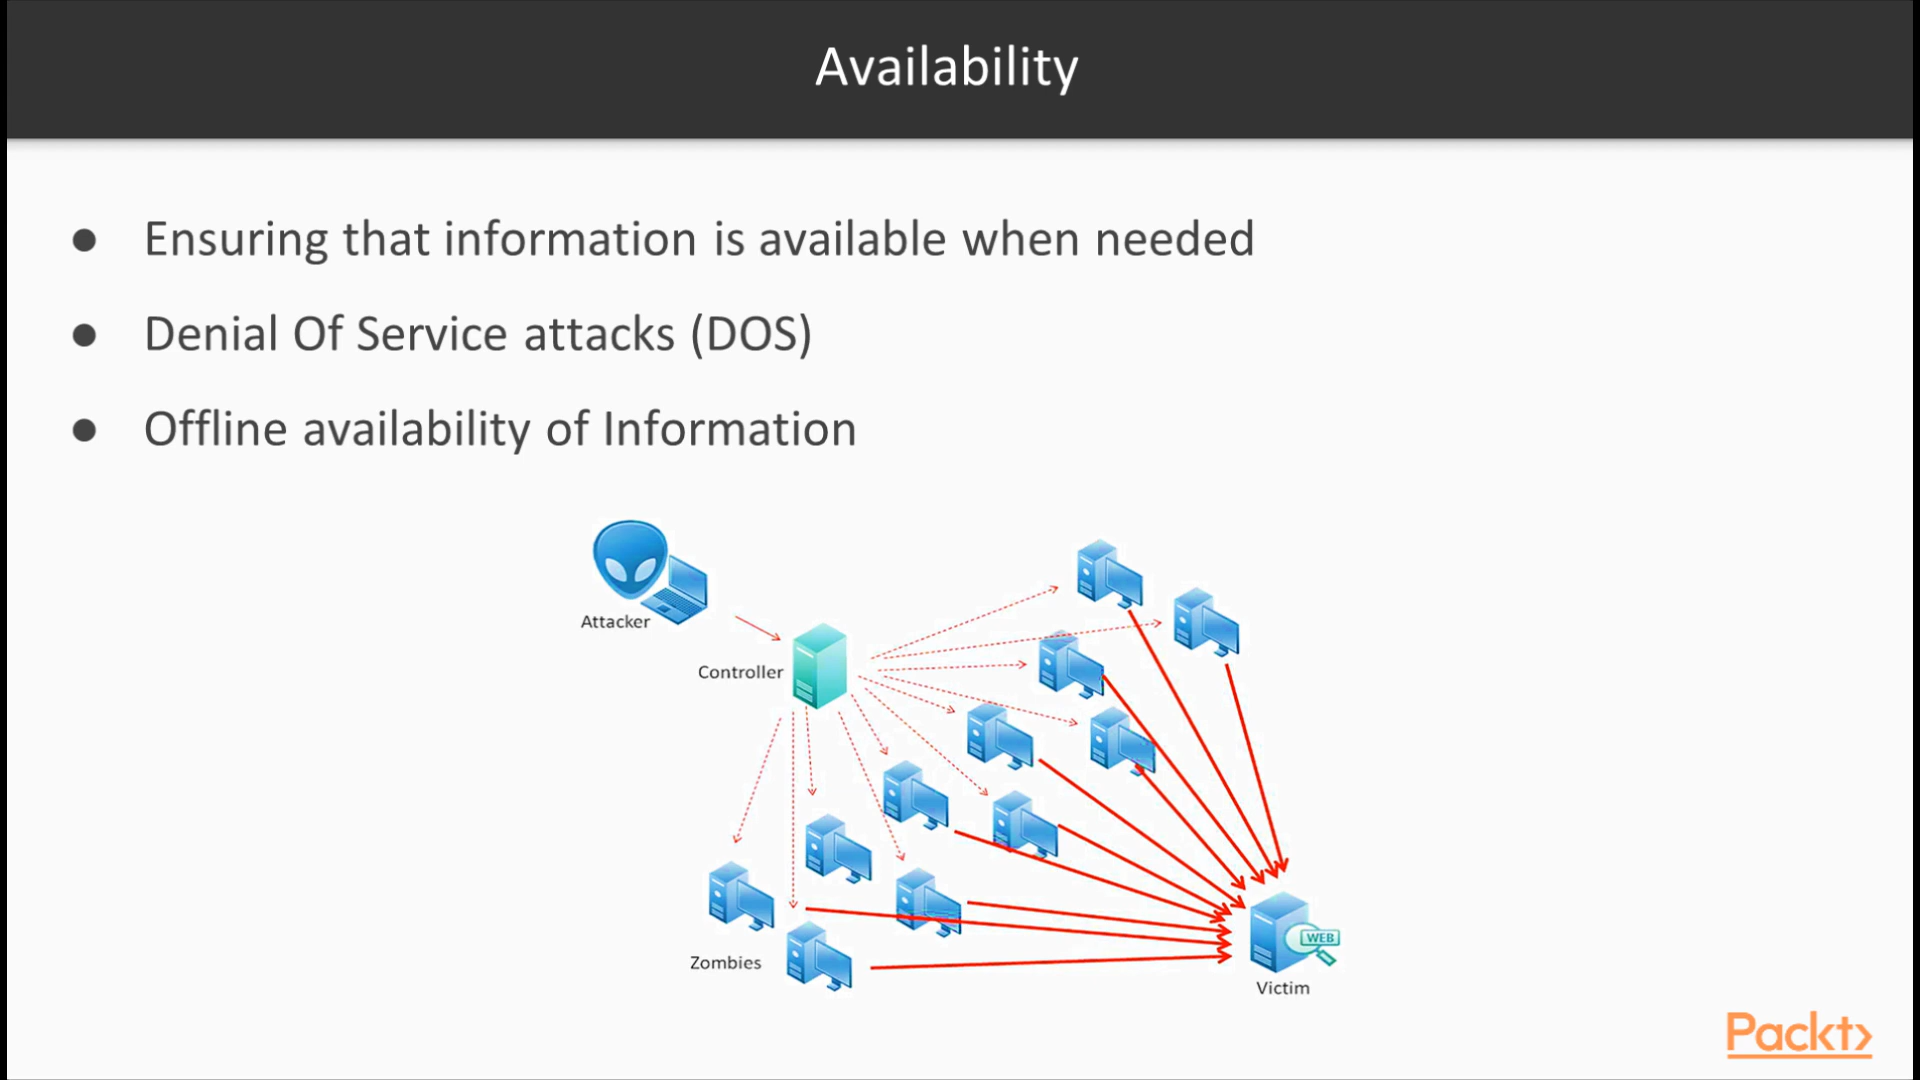 Availability
● Ensuring that information is available when needed
● Denial Of Service attacks (DOS)
● Offline availability of Information
Attacker
Controller
Zombies
WEB
Victim
Packt>